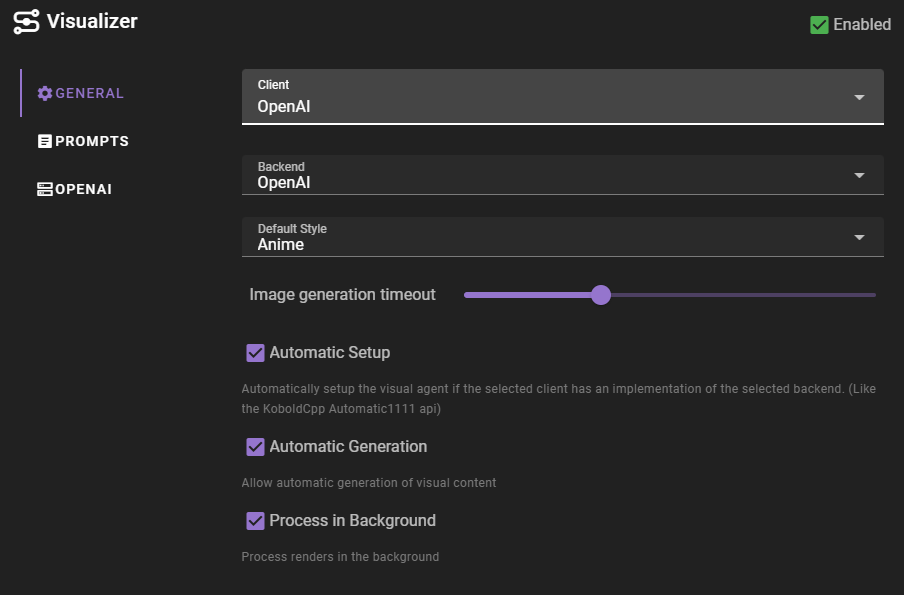 Visualizer
Enabled
GENERAL
PROMPTS
OPENAI
Client
OpenAI
Backend
OpenAI
Default Style
Anime
Image generation timeout
Automatic Setup
Automatically setup the visual agent if the selected client has an implementation of the selected backend. (Like
the KoboldCpp Automatic1111 api)
Automatic Generation
Allow automatic generation of visual content
Process in Background
Process renders in the background